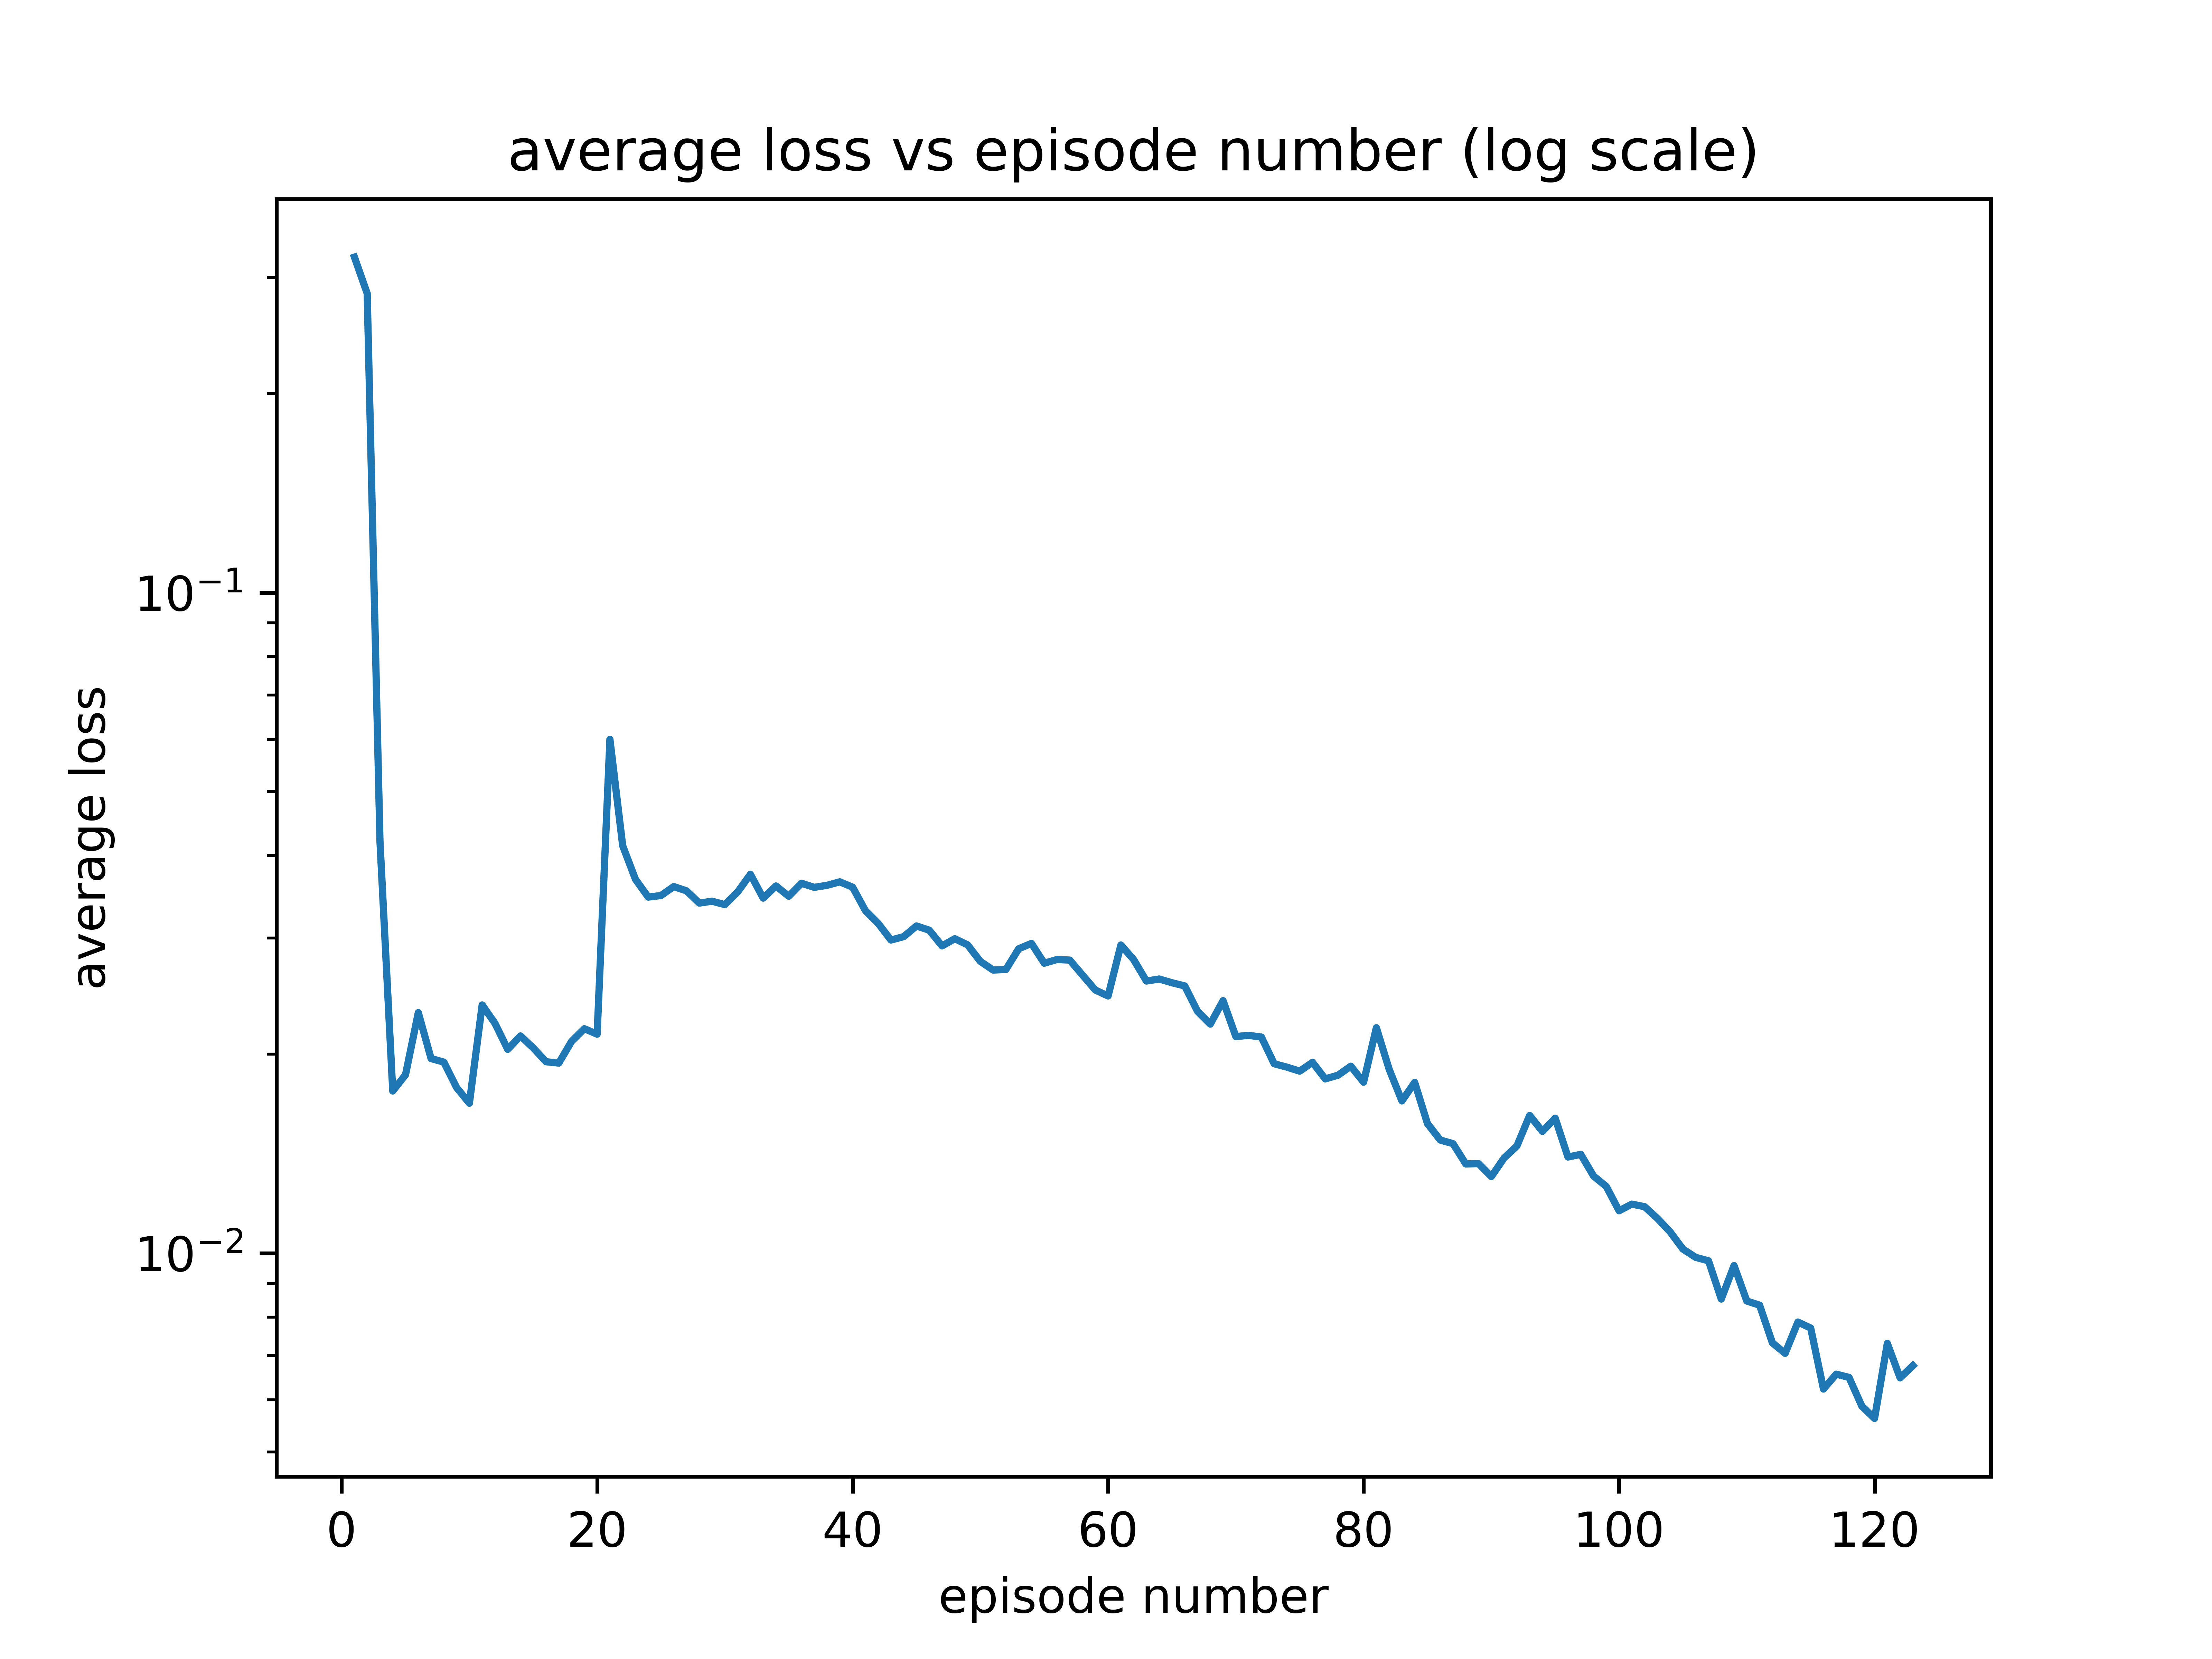 average loss vs episode number (log scale)
average loss
10⁻¹
10⁻²
0 20 40 60 80 100 120
episode number